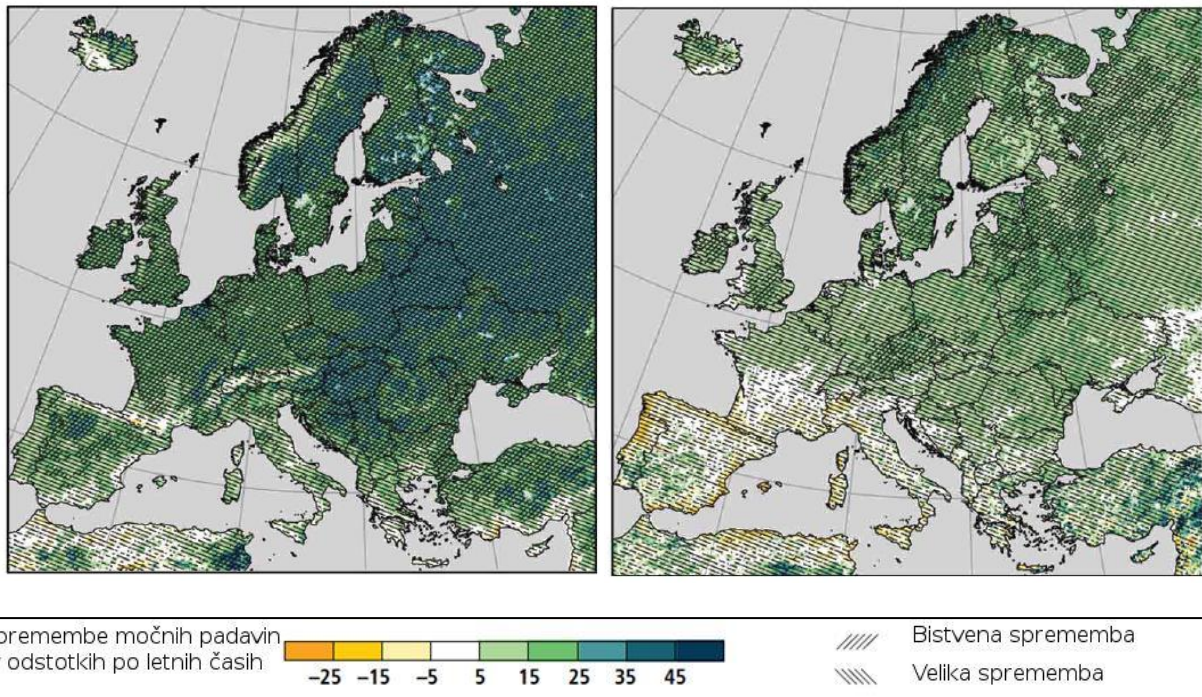 premembe močnih padavin
odstotkih po letnih časih
−25 −15 −5 5 15 25 35 45
Bistvena sprememba
Velika sprememba